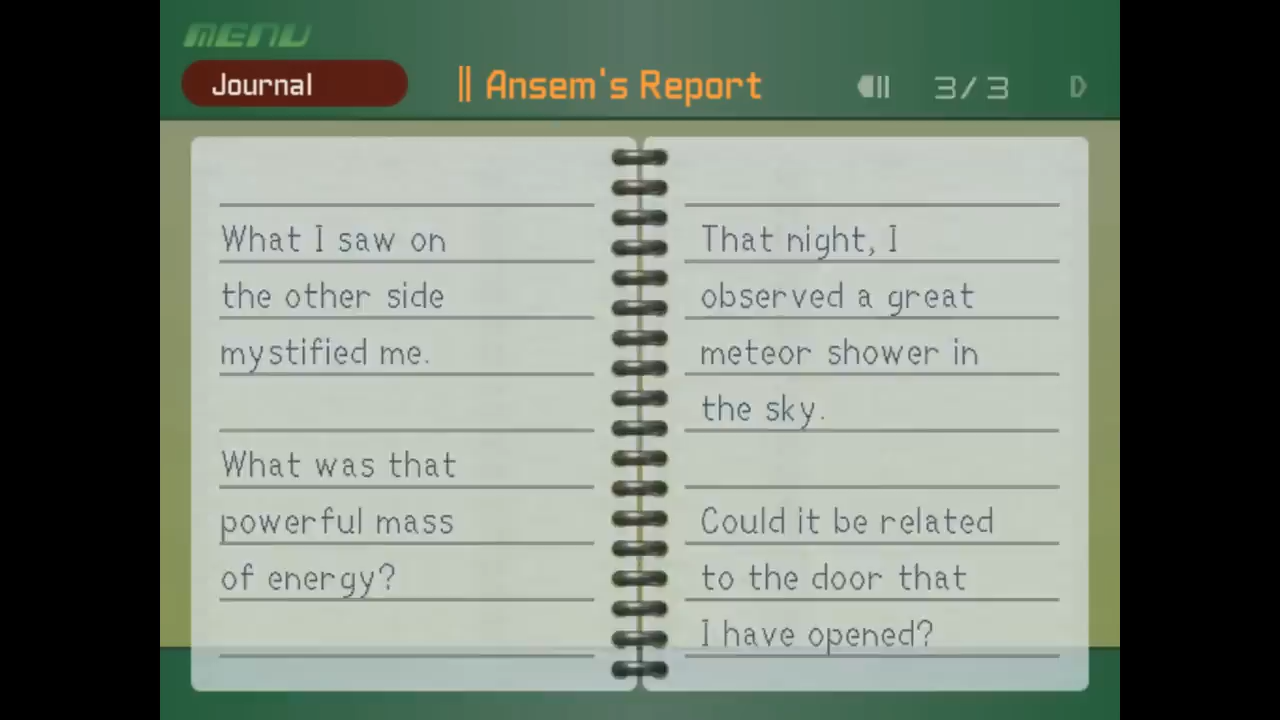 MENU
Journal
Ansem's Report
3/3
D
What I saw on
the other side
mystified me.
What was that
powerful mass
of energy?
That night, I
observed a great
meteor shower in
the sky.
Could it be related
to the door that
I have opened?